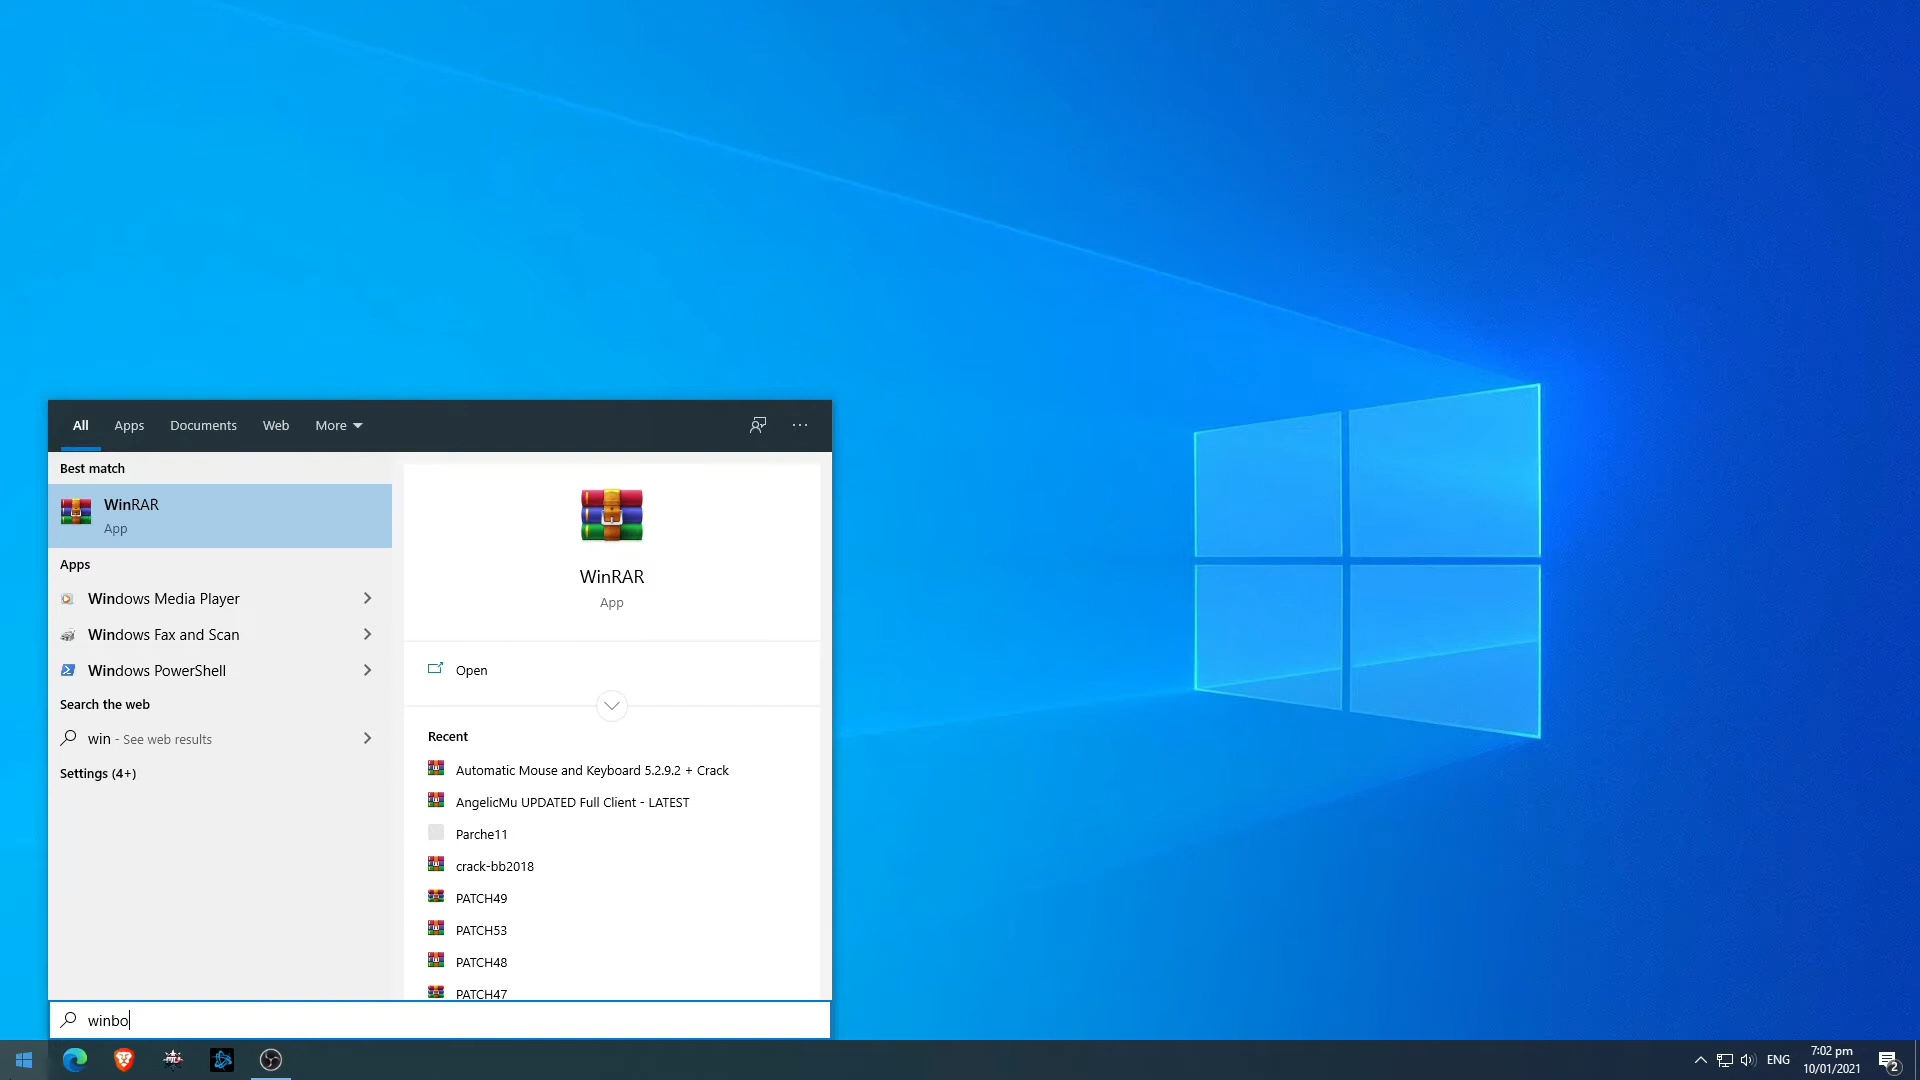 All Apps Documents Web More
Best match
WinRAR
App
Apps
Windows Media Player
Windows Fax and Scan
Windows PowerShell
Search the web
win - See web results
Settings (4+)
WinRAR
App
Open
Recent
Automatic Mouse and Keyboard 5.2.9.2 + Crack
AngelicMu UPDATED Full Client - LATEST
Parche11
crack-bb2018
PATCH49
PATCH53
PATCH48
PATCH47
winbo
ENG
7:02 pm
10/01/2021
2